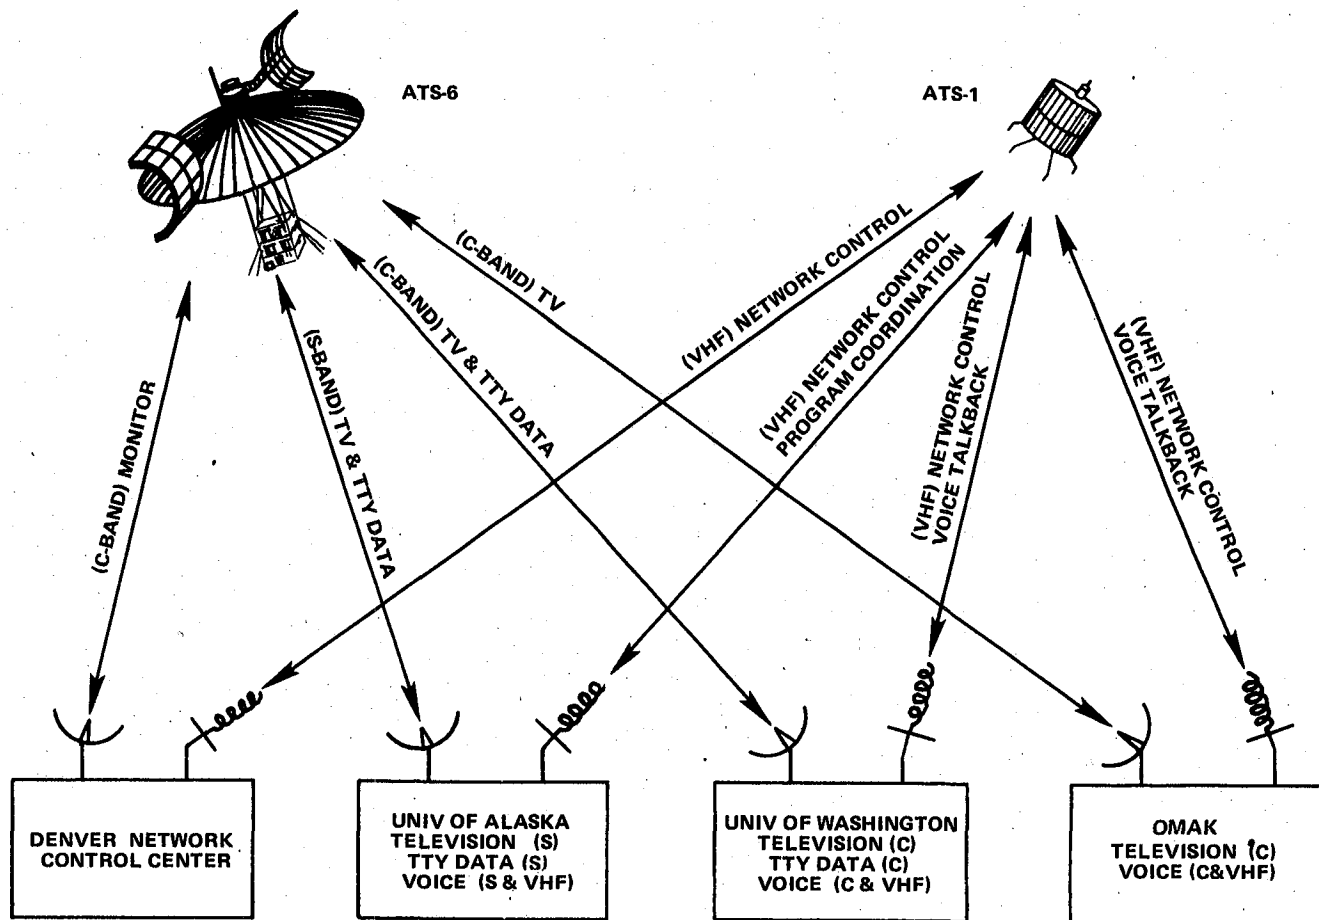 ATS-6
ATS-1
(C-BAND) MONITOR
(S-BAND) TV & TTY DATA
(C-BAND) TV & TTY DATA
(C-BAND) TV
(VHF) NETWORK CONTROL
(VHF) NETWORK CONTROL
PROGRAM COORDINATION
(VHF) NETWORK CONTROL
VOICE TALKBACK
(VHF) NETWORK CONTROL
VOICE TALKBACK
DENVER NETWORK
CONTROL CENTER
UNIV OF ALASKA
TELEVISION (S)
TTY DATA (S)
VOICE (S & VHF)
UNIV OF WASHINGTON
TELEVISION (C)
TTY DATA (C)
VOICE (C & VHF)
OMAK
TELEVISION (C)
VOICE (C&VHF)